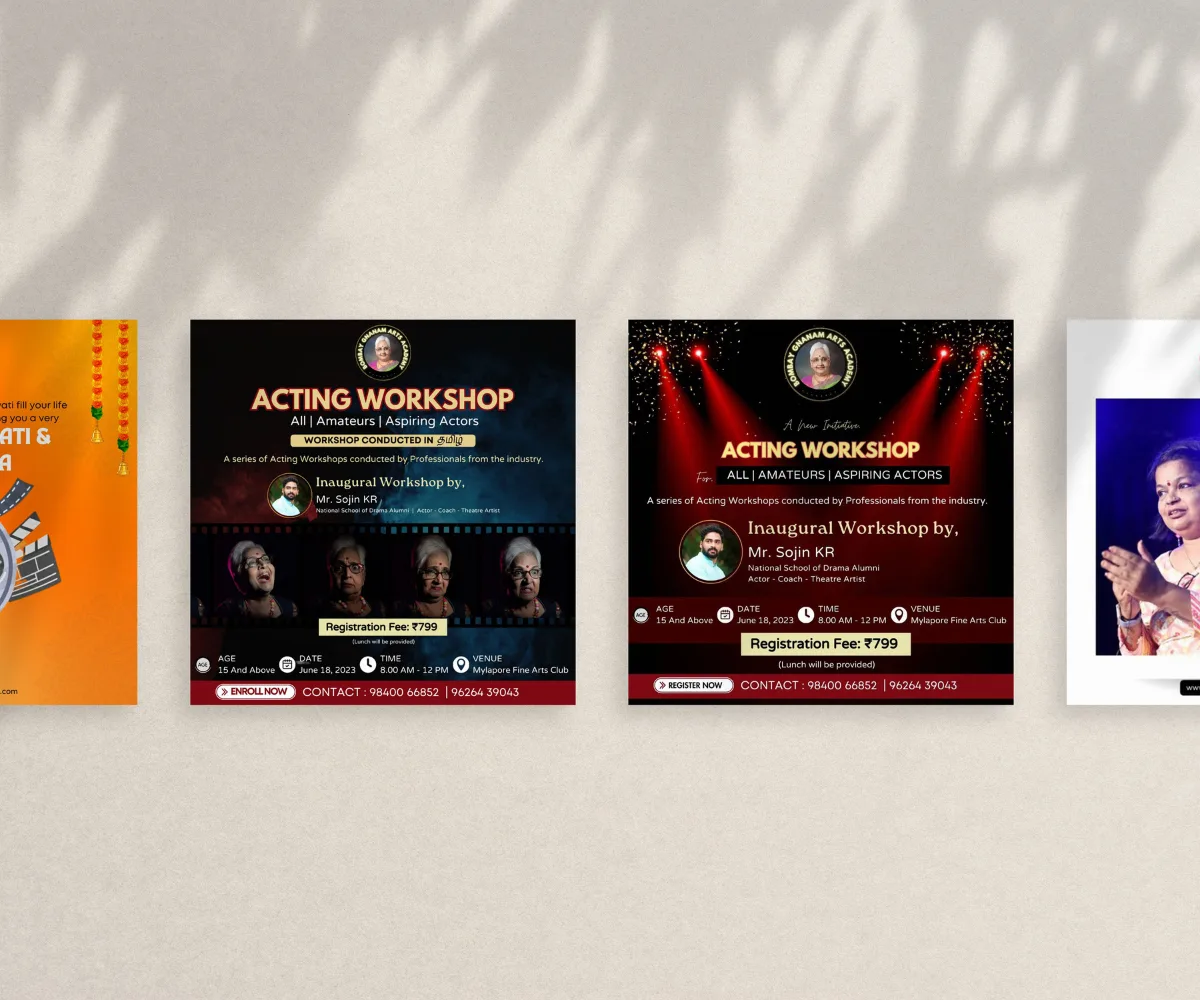 ati fill your life
ng you a very
ATI &
A
.com
BOMBAY GNANAM ARTS ACADEMY
ACTING WORKSHOP
All | Amateurs | Aspiring Actors
WORKSHOP CONDUCTED IN தமிழ்
A series of Acting Workshops conducted by Professionals from the industry.
Inaugural Workshop by,
Mr. Sojin KR
National School of Drama Alumni | Actor - Coach - Theatre Artist
Registration Fee: ₹799
(Lunch will be provided)
AGE
AGE
15 And Above
DATE
June 18, 2023
TIME
8.00 AM - 12 PM
VENUE
Mylapore Fine Arts Club
ENROLL NOW CONTACT : 98400 66852 | 96264 39043
BOMBAY GNANAM ARTS ACADEMY
A New Initiative
ACTING WORKSHOP
For, ALL | AMATEURS | ASPIRING ACTORS
A series of Acting Workshops conducted by Professionals from the industry.
Inaugural Workshop by,
Mr. Sojin KR
National School of Drama Alumni
Actor - Coach - Theatre Artist
AGE
AGE
15 And Above
DATE
June 18, 2023
TIME
8.00 AM - 12 PM
VENUE
Mylapore Fine Arts Club
Registration Fee: ₹799
(Lunch will be provided)
REGISTER NOW CONTACT : 98400 66852 | 96264 39043
www